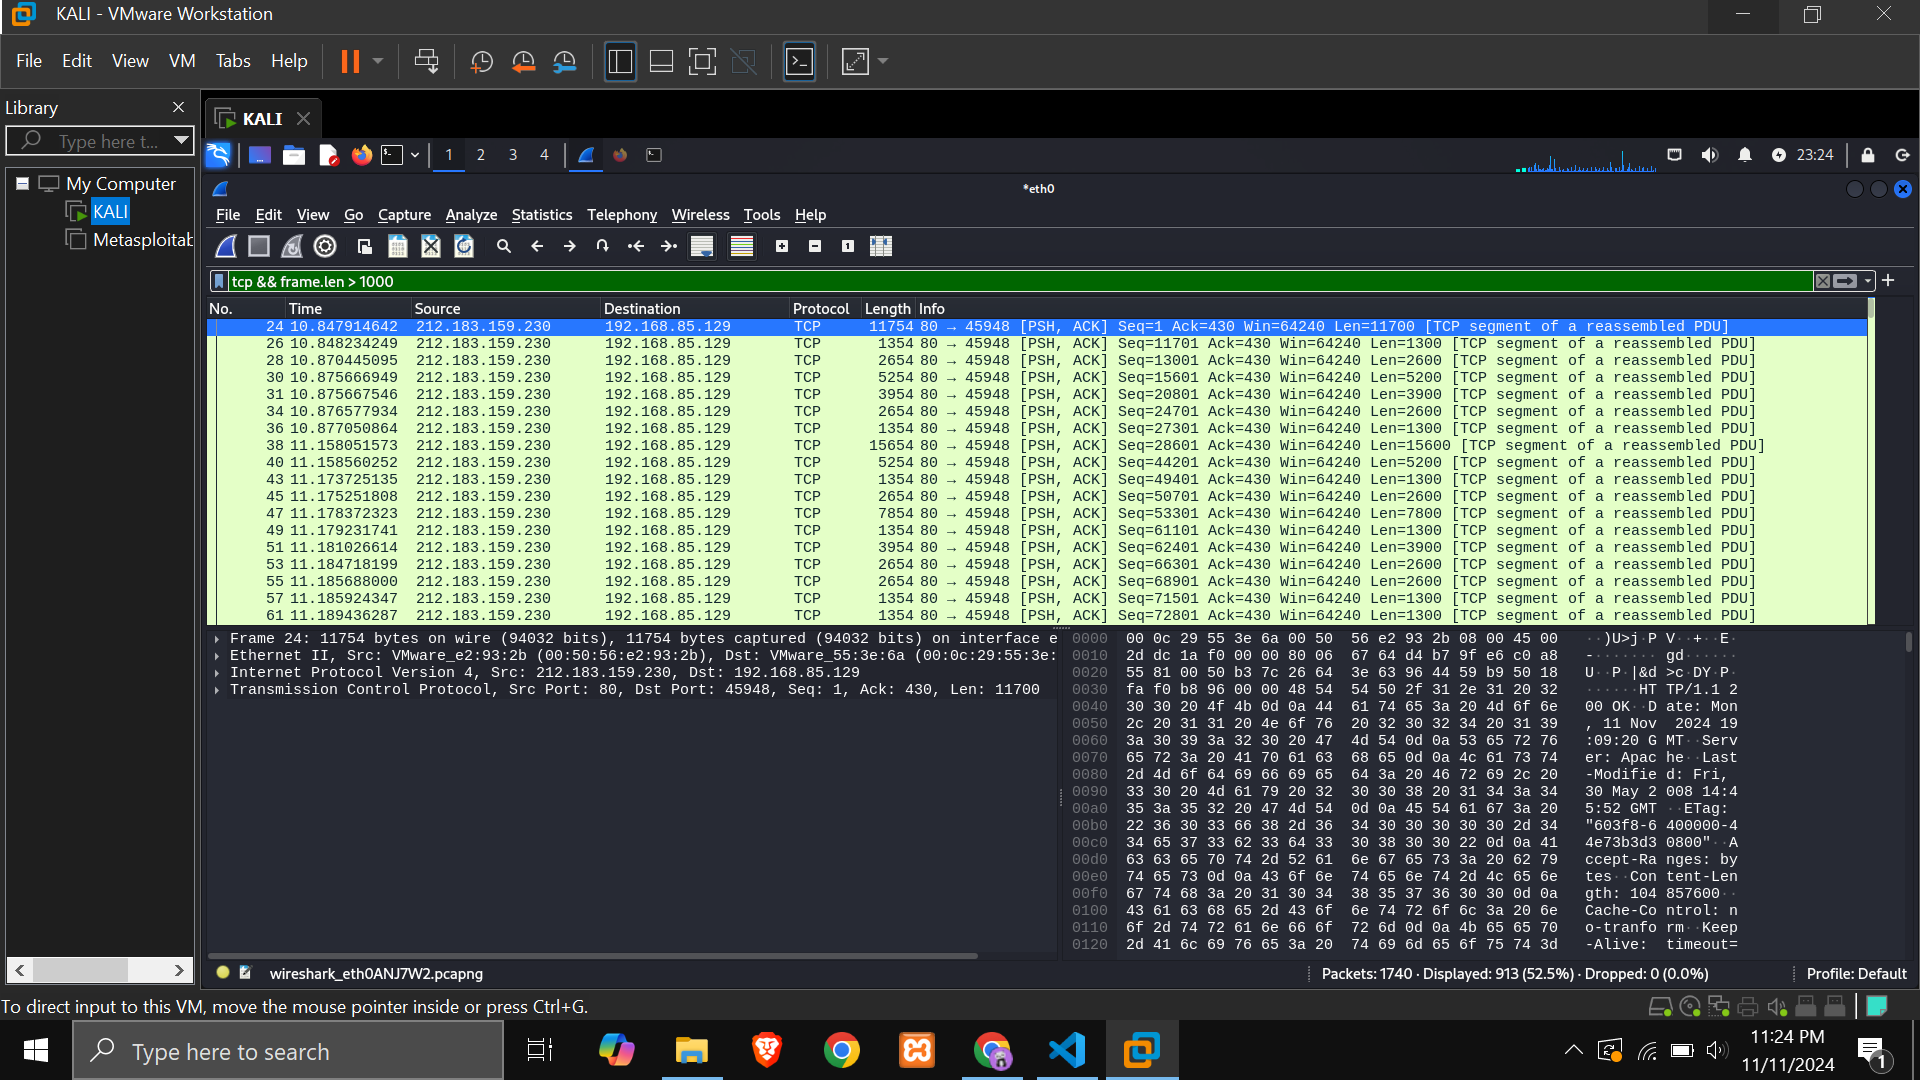 KALI - VMware Workstation
File Edit View VM Tabs Help
Library
Type here t...
My Computer
KALI
Metasploitab
KALI
1 2 3 4
23:24
*eth0
File Edit View Go Capture Analyze Statistics Telephony Wireless Tools Help
tcp && frame.len > 1000
No. Time Source Destination Protocol Length Info
24 10.847914642 212.183.159.230 192.168.85.129 TCP 11754 80 → 45948 [PSH, ACK] Seq=1 Ack=430 Win=64240 Len=11700 [TCP segment of a reassembled PDU]
26 10.848234249 212.183.159.230 192.168.85.129 TCP 1354 80 → 45948 [PSH, ACK] Seq=11701 Ack=430 Win=64240 Len=1300 [TCP segment of a reassembled PDU]
28 10.870445095 212.183.159.230 192.168.85.129 TCP 2654 80 → 45948 [PSH, ACK] Seq=13001 Ack=430 Win=64240 Len=2600 [TCP segment of a reassembled PDU]
30 10.875666949 212.183.159.230 192.168.85.129 TCP 5254 80 → 45948 [PSH, ACK] Seq=15601 Ack=430 Win=64240 Len=5200 [TCP segment of a reassembled PDU]
31 10.875667546 212.183.159.230 192.168.85.129 TCP 3954 80 → 45948 [PSH, ACK] Seq=20801 Ack=430 Win=64240 Len=3900 [TCP segment of a reassembled PDU]
34 10.876577934 212.183.159.230 192.168.85.129 TCP 2654 80 → 45948 [PSH, ACK] Seq=24701 Ack=430 Win=64240 Len=2600 [TCP segment of a reassembled PDU]
36 10.877050864 212.183.159.230 192.168.85.129 TCP 1354 80 → 45948 [PSH, ACK] Seq=27301 Ack=430 Win=64240 Len=1300 [TCP segment of a reassembled PDU]
38 11.158051573 212.183.159.230 192.168.85.129 TCP 15654 80 → 45948 [PSH, ACK] Seq=28601 Ack=430 Win=64240 Len=15600 [TCP segment of a reassembled PDU]
40 11.158560252 212.183.159.230 192.168.85.129 TCP 5254 80 → 45948 [PSH, ACK] Seq=44201 Ack=430 Win=64240 Len=5200 [TCP segment of a reassembled PDU]
43 11.173725135 212.183.159.230 192.168.85.129 TCP 1354 80 → 45948 [PSH, ACK] Seq=49401 Ack=430 Win=64240 Len=1300 [TCP segment of a reassembled PDU]
45 11.175251808 212.183.159.230 192.168.85.129 TCP 2654 80 → 45948 [PSH, ACK] Seq=50701 Ack=430 Win=64240 Len=2600 [TCP segment of a reassembled PDU]
47 11.178372323 212.183.159.230 192.168.85.129 TCP 7854 80 → 45948 [PSH, ACK] Seq=53301 Ack=430 Win=64240 Len=7800 [TCP segment of a reassembled PDU]
49 11.179231741 212.183.159.230 192.168.85.129 TCP 1354 80 → 45948 [PSH, ACK] Seq=61101 Ack=430 Win=64240 Len=1300 [TCP segment of a reassembled PDU]
51 11.181026614 212.183.159.230 192.168.85.129 TCP 3954 80 → 45948 [PSH, ACK] Seq=62401 Ack=430 Win=64240 Len=3900 [TCP segment of a reassembled PDU]
53 11.184718199 212.183.159.230 192.168.85.129 TCP 2654 80 → 45948 [PSH, ACK] Seq=66301 Ack=430 Win=64240 Len=2600 [TCP segment of a reassembled PDU]
55 11.185688000 212.183.159.230 192.168.85.129 TCP 2654 80 → 45948 [PSH, ACK] Seq=68901 Ack=430 Win=64240 Len=2600 [TCP segment of a reassembled PDU]
57 11.185924347 212.183.159.230 192.168.85.129 TCP 1354 80 → 45948 [PSH, ACK] Seq=71501 Ack=430 Win=64240 Len=1300 [TCP segment of a reassembled PDU]
61 11.189436287 212.183.159.230 192.168.85.129 TCP 1354 80 → 45948 [PSH, ACK] Seq=72801 Ack=430 Win=64240 Len=1300 [TCP segment of a reassembled PDU]
Frame 24: 11754 bytes on wire (94032 bits), 11754 bytes captured (94032 bits) on interface e
Ethernet II, Src: VMware_e2:93:2b (00:50:56:e2:93:2b), Dst: VMware_55:3e:6a (00:0c:29:55:3e:
Internet Protocol Version 4, Src: 212.183.159.230, Dst: 192.168.85.129
Transmission Control Protocol, Src Port: 80, Dst Port: 45948, Seq: 1, Ack: 430, Len: 11700
0000 00 0c 29 55 3e 6a 00 50 56 e2 93 2b 08 00 45 00 ··)U>j·P V··+··E·
0010 2d dc 1a f0 00 00 80 06 67 64 d4 b7 9f e6 c0 a8 -······· gd······
0020 55 81 00 50 b3 7c 26 64 3e 63 96 44 59 b9 50 18 U··P·|&d >c·DY·P·
0030 fa f0 b8 96 00 00 48 54 54 50 2f 31 2e 31 20 32 ······HT TP/1.1 2
0040 30 30 20 4f 4b 0d 0a 44 61 74 65 3a 20 4d 6f 6e 00 OK··D ate: Mon
0050 2c 20 31 31 20 4e 6f 76 20 32 30 32 34 20 31 39 , 11 Nov 2024 19
0060 3a 30 39 3a 32 30 20 47 4d 54 0d 0a 53 65 72 76 :09:20 G MT··Serv
0070 65 72 3a 20 41 70 61 63 68 65 0d 0a 4c 61 73 74 er: Apac he··Last
0080 2d 4d 6f 64 69 66 69 65 64 3a 20 46 72 69 2c 20 -Modifie d: Fri,
0090 33 30 20 4d 61 79 20 32 30 30 38 20 31 34 3a 34 30 May 2 008 14:4
00a0 35 3a 35 32 20 47 4d 54 0d 0a 45 54 61 67 3a 20 5:52 GMT ··ETag:
00b0 22 36 30 33 66 38 2d 36 34 30 30 30 30 30 2d 34 "603f8-6 400000-4
00c0 34 65 37 33 62 33 64 33 30 38 30 30 22 0d 0a 41 4e73b3d3 0800"··A
00d0 63 63 65 70 74 2d 52 61 6e 67 65 73 3a 20 62 79 ccept-Ra nges: by
00e0 74 65 73 0d 0a 43 6f 6e 74 65 6e 74 2d 4c 65 6e tes··Con tent-Len
00f0 67 74 68 3a 20 31 30 34 38 35 37 36 30 30 0d 0a gth: 104 857600··
0100 43 61 63 68 65 2d 43 6f 6e 74 72 6f 6c 3a 20 6e Cache-Co ntrol: n
0110 6f 2d 74 72 61 6e 66 6f 72 6d 0d 0a 4b 65 65 70 o-tranfo rm··Keep
0120 2d 41 6c 69 76 65 3a 20 74 69 6d 65 6f 75 74 3d -Alive: timeout=
wireshark_eth0ANJ7W2.pcapng
Packets: 1740 · Displayed: 913 (52.5%) · Dropped: 0 (0.0%)
Profile: Default
To direct input to this VM, move the mouse pointer inside or press Ctrl+G.
Type here to search
11:24 PM
11/11/2024
1